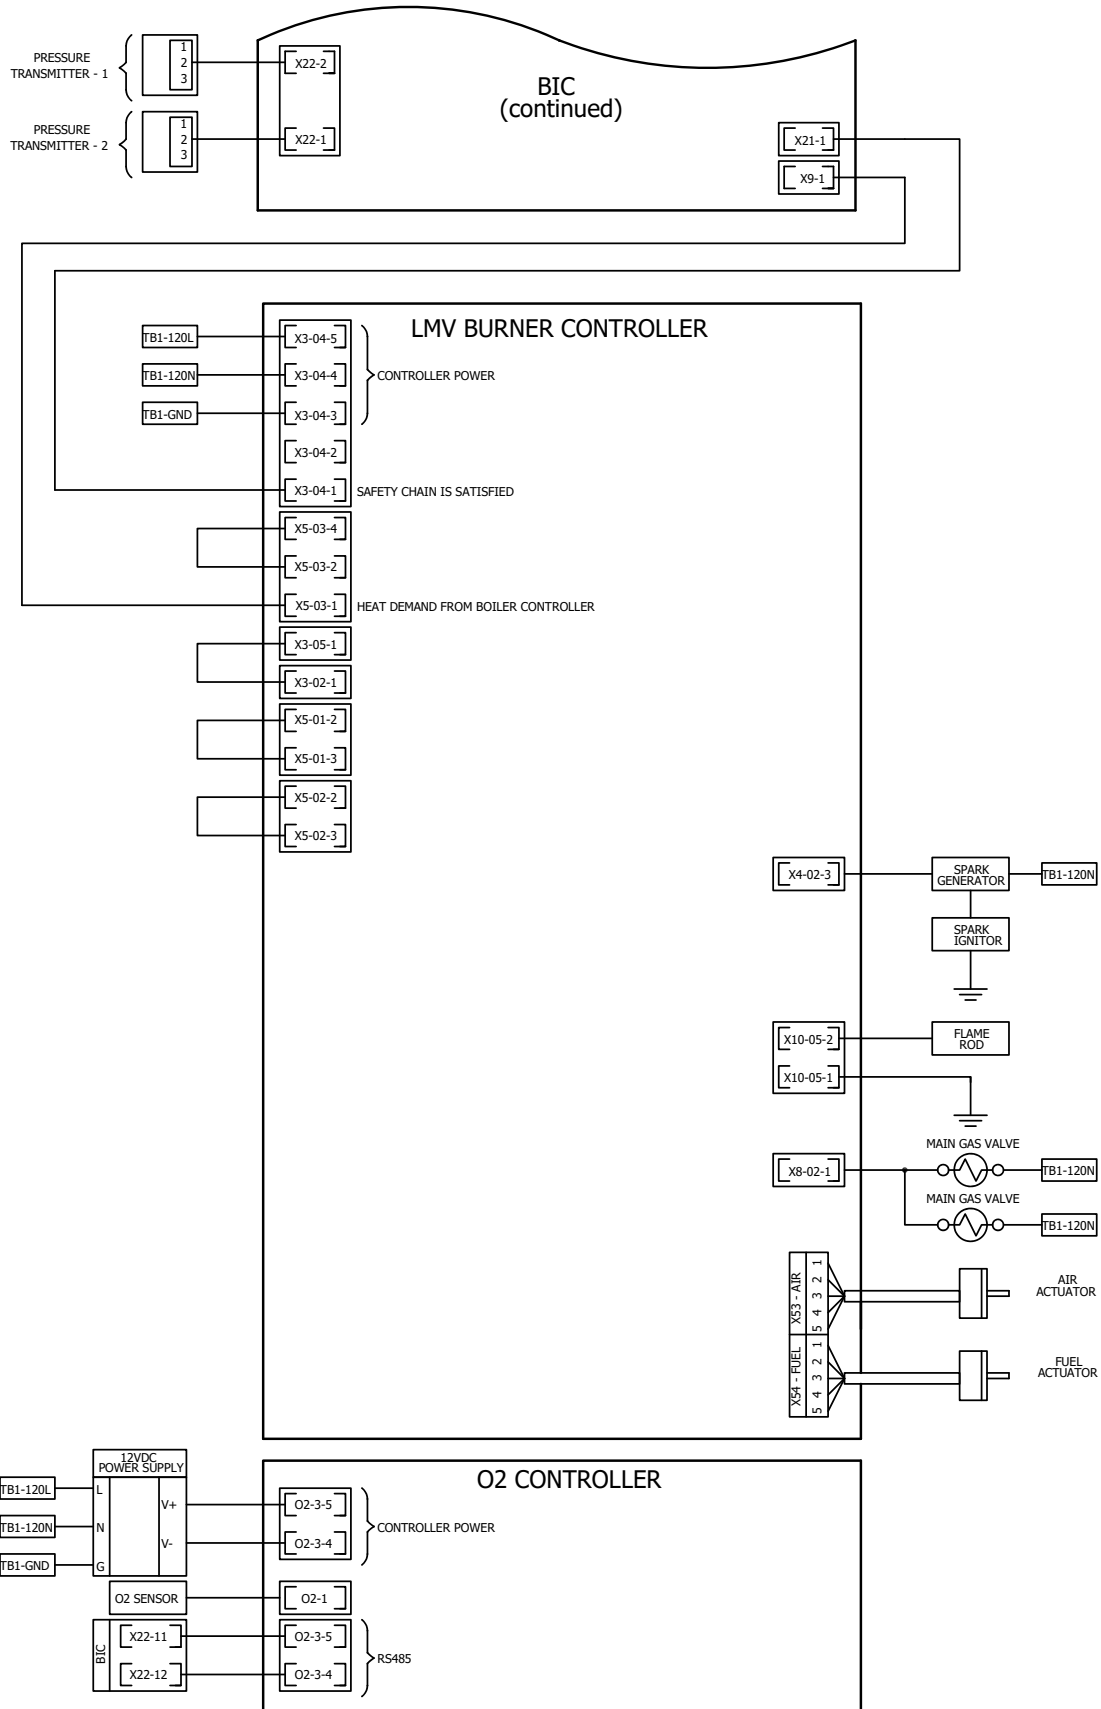 PRESSURE
TRANSMITTER - 1
1
2
3
X22-2
BIC
(continued)
PRESSURE
TRANSMITTER - 2
1
2
3
X22-1
X21-1
X9-1
LMV BURNER CONTROLLER
TB1-120L
X3-04-5
TB1-120N
X3-04-4
CONTROLLER POWER
TB1-GND
X3-04-3
X3-04-2
X3-04-1
SAFETY CHAIN IS SATISFIED
X5-03-4
X5-03-2
X5-03-1
HEAT DEMAND FROM BOILER CONTROLLER
X3-05-1
X3-02-1
X5-01-2
X5-01-3
X5-02-2
X5-02-3
X4-02-3
SPARK
GENERATOR
TB1-120N
SPARK
IGNITOR
X10-05-2
FLAME
ROD
X10-05-1
MAIN GAS VALVE
X8-02-1
TB1-120N
MAIN GAS VALVE
TB1-120N
X53 - AIR
1
2
3
4
5
AIR
ACTUATOR
X54 - FUEL
1
2
3
4
5
FUEL
ACTUATOR
12VDC
POWER SUPPLY
O2 CONTROLLER
TB1-120L
L
V+
O2-3-5
TB1-120N
N
V-
O2-3-4
CONTROLLER POWER
TB1-GND
G
O2 SENSOR
O2-1
BIC
X22-11
O2-3-5
RS485
X22-12
O2-3-4